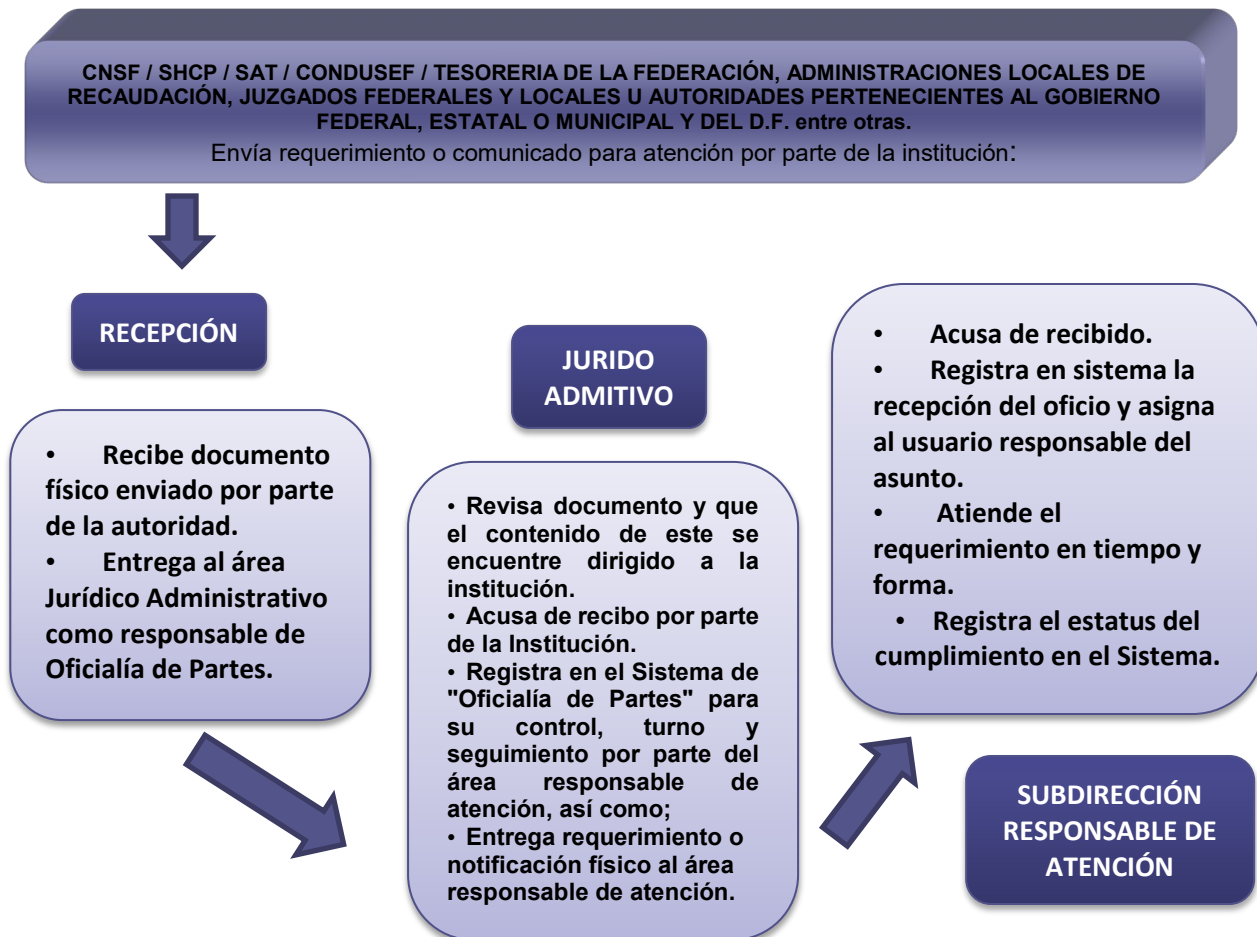 CNSF / SHCP / SAT / CONDUSEF / TESORERIA DE LA FEDERACIÓN, ADMINISTRACIONES LOCALES DE
RECAUDACIÓN, JUZGADOS FEDERALES Y LOCALES U AUTORIDADES PERTENECIENTES AL GOBIERNO
FEDERAL, ESTATAL O MUNICIPAL Y DEL D.F. entre otras.
Envía requerimiento o comunicado para atención por parte de la institución:
RECEPCIÓN
• Recibe documento
físico enviado por parte
de la autoridad.
• Entrega al área
Jurídico Administrativo
como responsable de
Oficialía de Partes.
JURIDO
ADMITIVO
• Revisa documento y que
el contenido de este se
encuentre dirigido a la
institución.
• Acusa de recibo por parte
de la Institución.
• Registra en el Sistema de
"Oficialía de Partes" para
su control, turno y
seguimiento por parte del
área responsable de
atención, así como;
• Entrega requerimiento o
notificación físico al área
responsable de atención.
• Acusa de recibido.
• Registra en sistema la
recepción del oficio y asigna
al usuario responsable del
asunto.
• Atiende el
requerimiento en tiempo y
forma.
• Registra el estatus del
cumplimiento en el Sistema.
SUBDIRECCIÓN
RESPONSABLE DE
ATENCIÓN